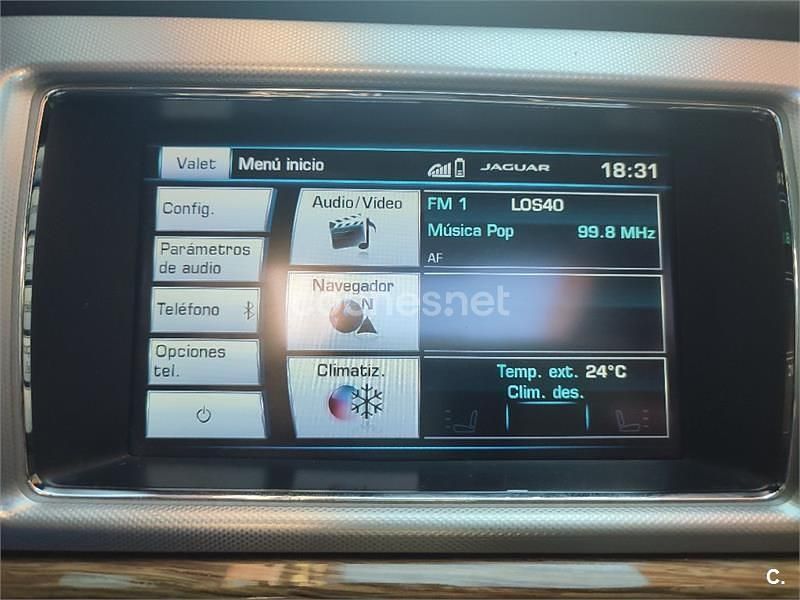 Valet
Menú inicio
JAGUAR
18:31
Config.
Parámetros
de audio
Teléfono
Opciones
tel.
Audio/Vídeo
Navegador
N
Climatiz.
FM 1 LOS40
Música Pop 99.8 MHz
AF
coches.net
Temp. ext. 24°C
Clim. des.
C.